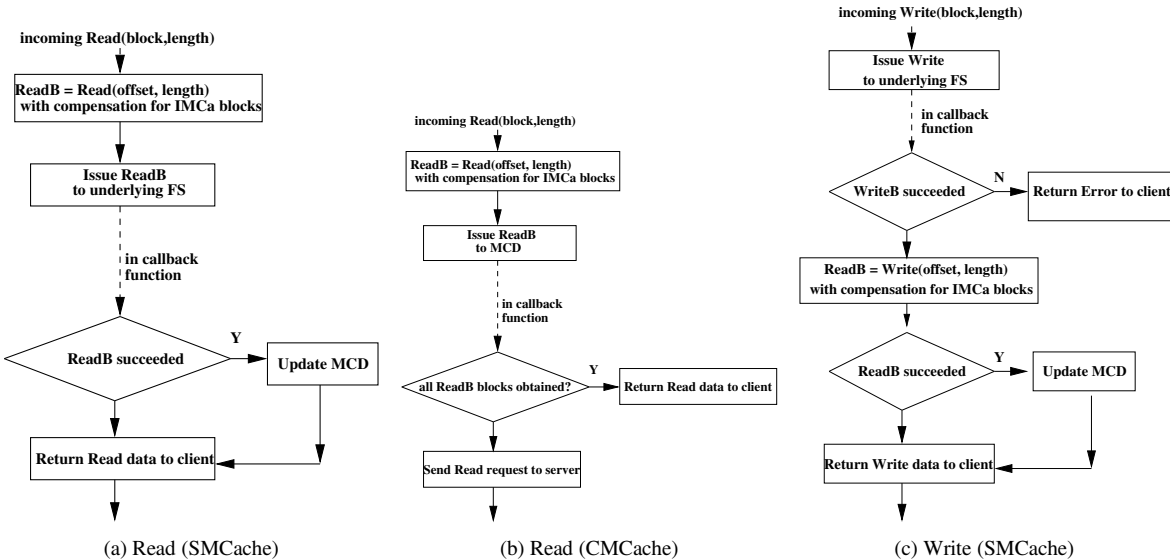 incoming Read(block,length)
ReadB = Read(offset, length)
with compensation for IMCa blocks
Issue ReadB
to underlying FS
in callback
function
ReadB succeeded
Y
Update MCD
Return Read data to client
(a) Read (SMCache)
incoming Read(block,length)
ReadB = Read(offset, length)
with compensation for IMCa blocks
Issue ReadB
to MCD
in callback
function
all ReadB blocks obtained?
Y
Return Read data to client
Send Read request to server
(b) Read (CMCache)
incoming Write(block,length)
Issue Write
to underlying FS
in callback
function
WriteB succeeded
N
Return Error to client
ReadB = Write(offset, length)
with compensation for IMCa blocks
ReadB succeeded
Y
Update MCD
Return Write data to client
(c) Write (SMCache)